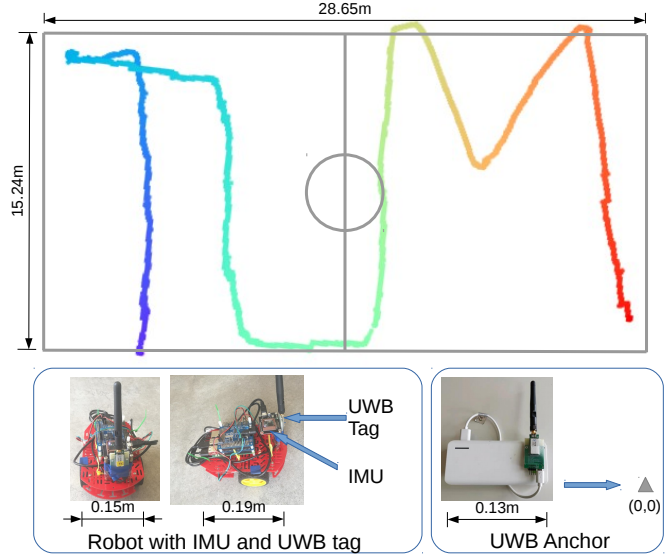 28.65m
15.24m
UWB
Tag
IMU
0.15m
0.19m
Robot with IMU and UWB tag
0.13m
(0,0)
UWB Anchor